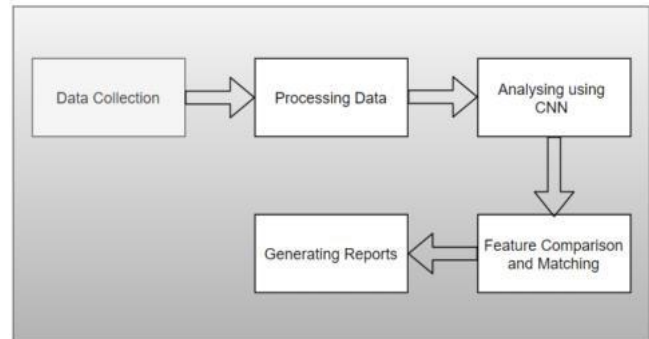 Data Collection
Processing Data
Analysing using
CNN
Feature Comparison
and Matching
Generating Reports